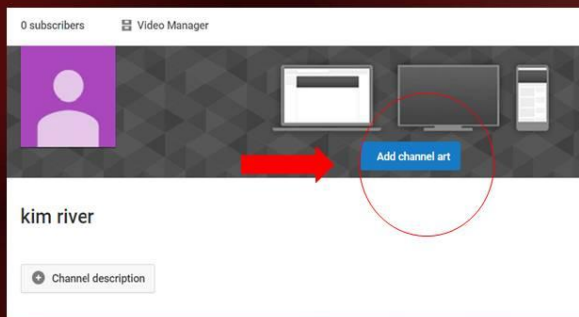 0 subscribers Video Manager
Add channel art
kim river
Channel description